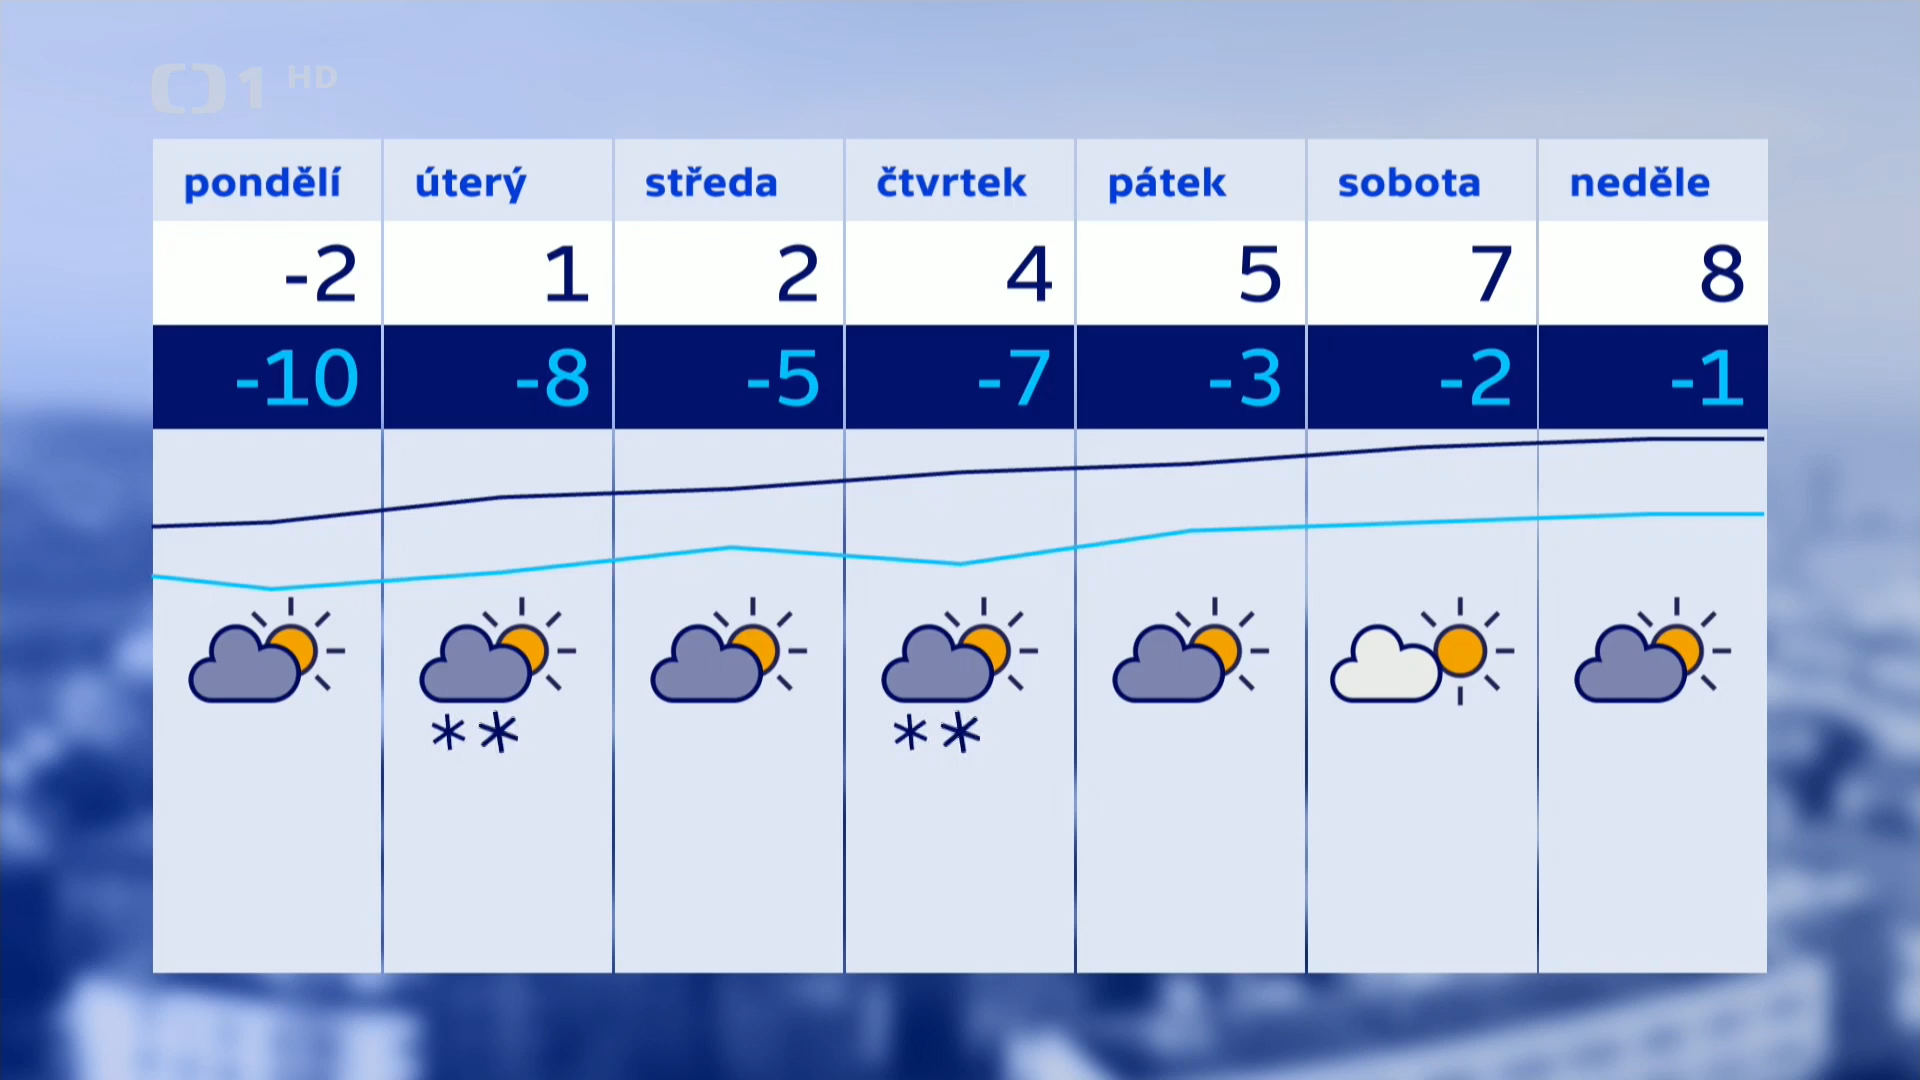 1 HD
pondělí úterý středa čtvrtek pátek sobota neděle
-2 1 2 4 5 7 8
-10 -8 -5 -7 -3 -2 -1